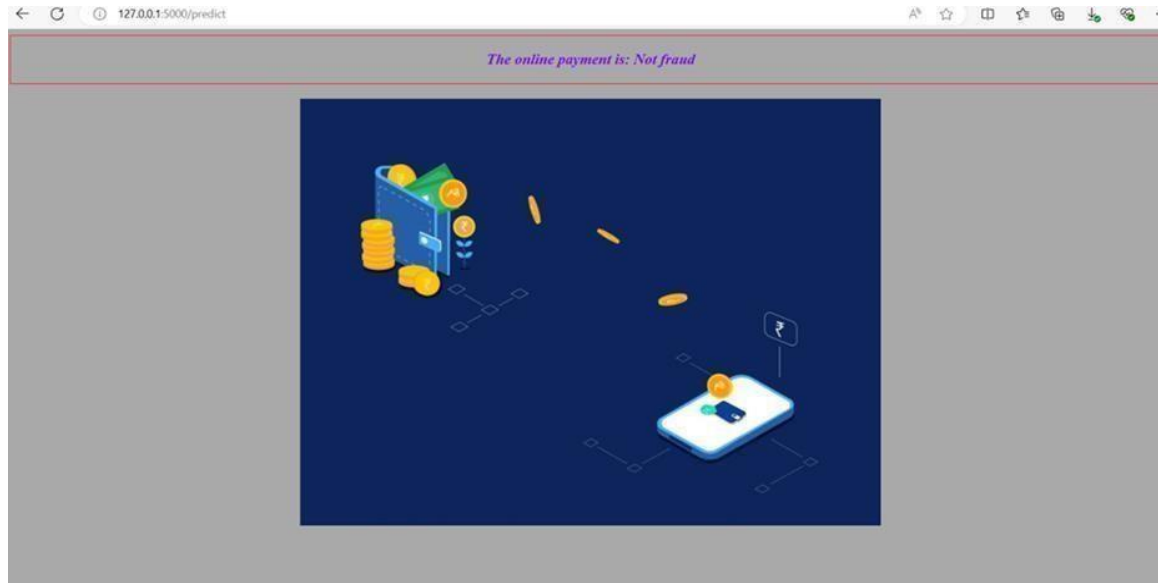 127.0.0.1:5000/predict
The online payment is: Not fraud
₹
₹